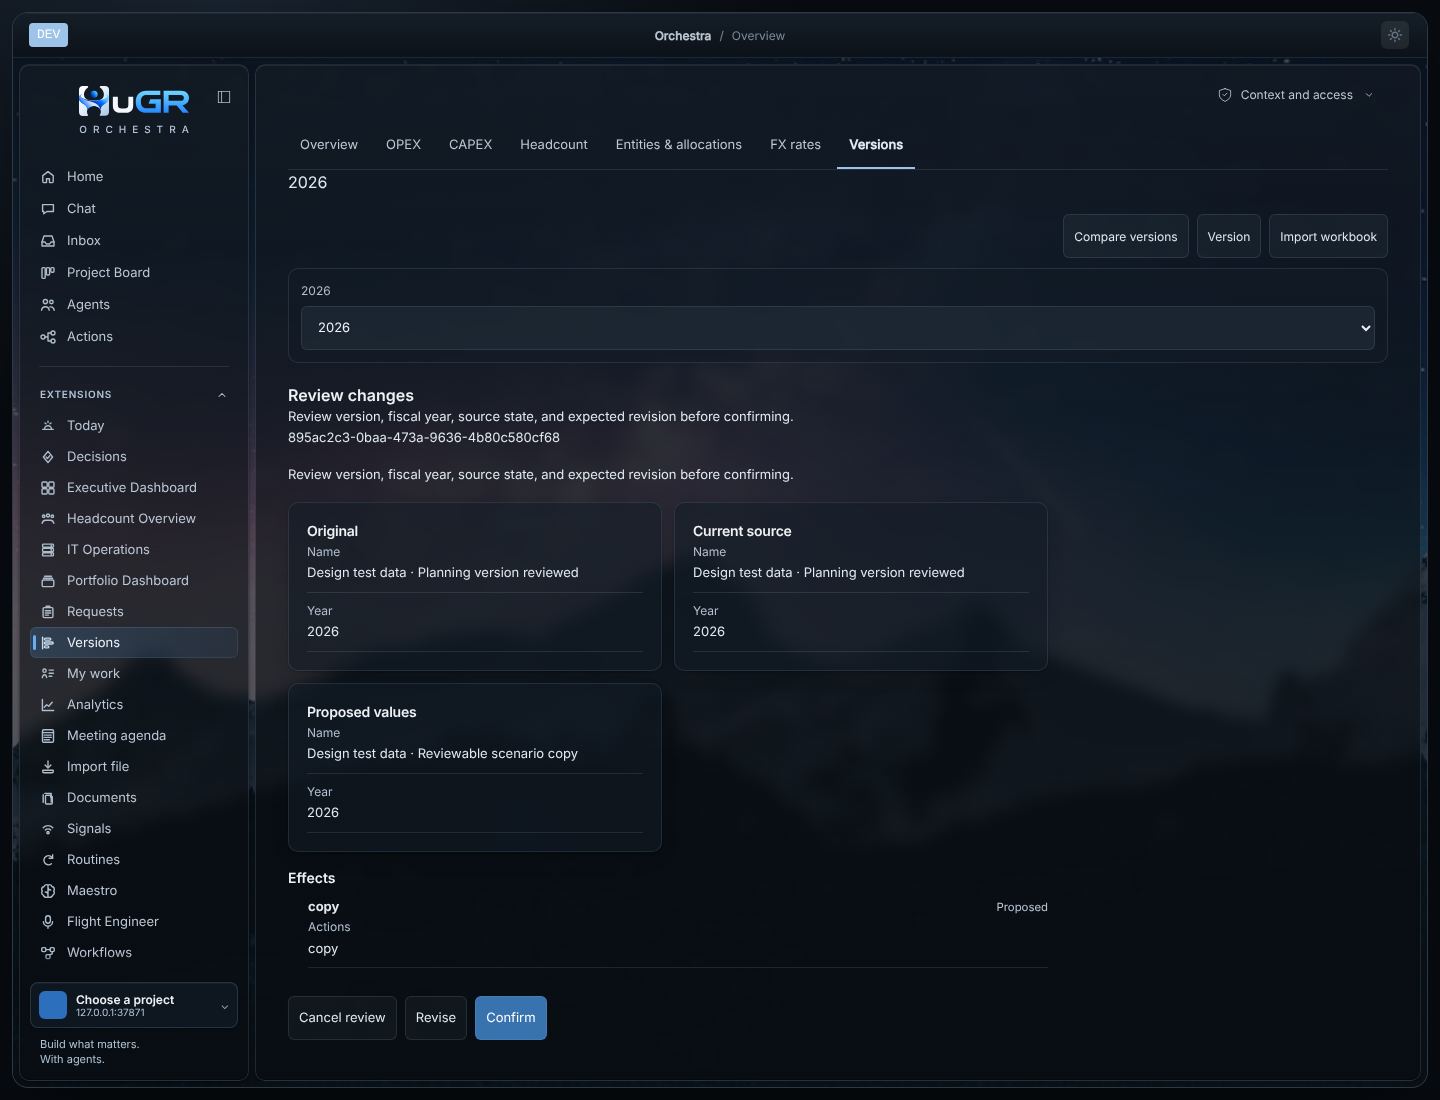 DEV
Orchestra / Overview
HuGR
ORCHESTRA
Home
Chat
Inbox
Project Board
Agents
Actions
EXTENSIONS
Today
Decisions
Executive Dashboard
Headcount Overview
IT Operations
Portfolio Dashboard
Requests
Versions
My work
Analytics
Meeting agenda
Import file
Documents
Signals
Routines
Maestro
Flight Engineer
Workflows
Choose a project
127.0.0.1:37871
Build what matters.
With agents.
Context and access
Overview OPEX CAPEX Headcount Entities & allocations FX rates Versions
2026
Compare versions Version Import workbook
2026
2026
Review changes
Review version, fiscal year, source state, and expected revision before confirming.
895ac2c3-0baa-473a-9636-4b80c580cf68
Review version, fiscal year, source state, and expected revision before confirming.
Original
Name
Design test data · Planning version reviewed
Year
2026
Current source
Name
Design test data · Planning version reviewed
Year
2026
Proposed values
Name
Design test data · Reviewable scenario copy
Year
2026
Effects
copy Proposed
Actions
copy
Cancel review Revise Confirm